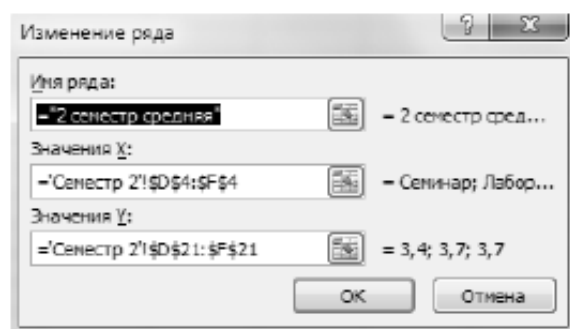 Изменение ряда
Имя ряда:
="2 семестр средняя" = 2 семестр сред...
Значения X:
='Семестр 2'!$D$4:$F$4 = Семинар; Лабор...
Значения Y:
='Семестр 2'!$D$21:$F$21 = 3,4; 3,7; 3,7
ОК Отмена